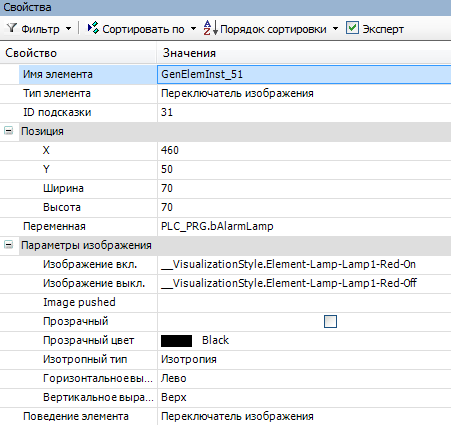 Свойства
Фильтр Сортировать по Порядок сортировки Эксперт
Свойство Значения
Имя элемента GenElemInst_51
Тип элемента Переключатель изображения
ID подсказки 31
Позиция
X 460
Y 50
Ширина 70
Высота 70
Переменная PLC_PRG.bAlarmLamp
Параметры изображения
Изображение вкл. __VisualizationStyle.Element-Lamp-Lamp1-Red-On
Изображение выкл. __VisualizationStyle.Element-Lamp-Lamp1-Red-Off
Image pushed
Прозрачный
Прозрачный цвет Black
Изотропный тип Изотропия
Горизонтальное вы... Лево
Вертикальное выра... Верх
Поведение элемента Переключатель изображения